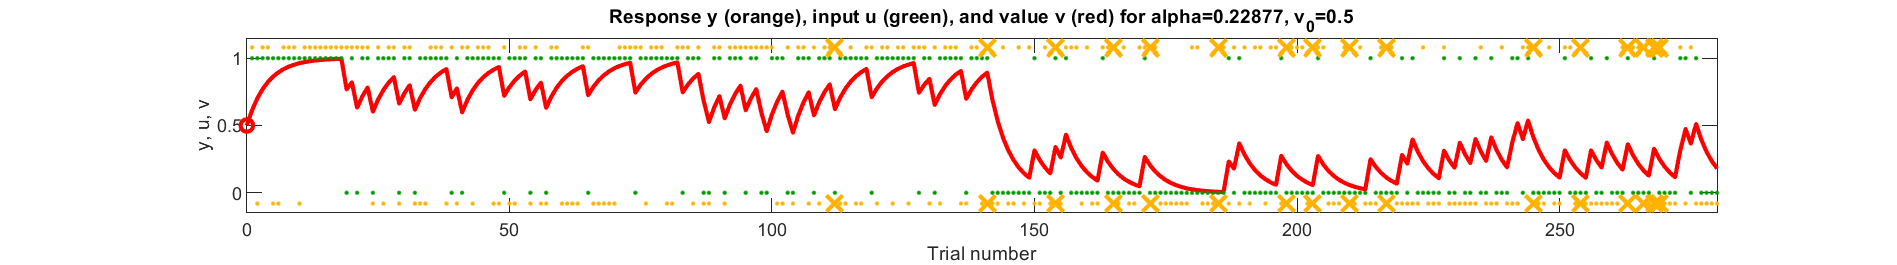 Response y (orange), input u (green), and value v (red) for alpha=0.22877, v0=0.5
y, u, v
1
0.5
0
0 50 100 150 200 250
Trial number